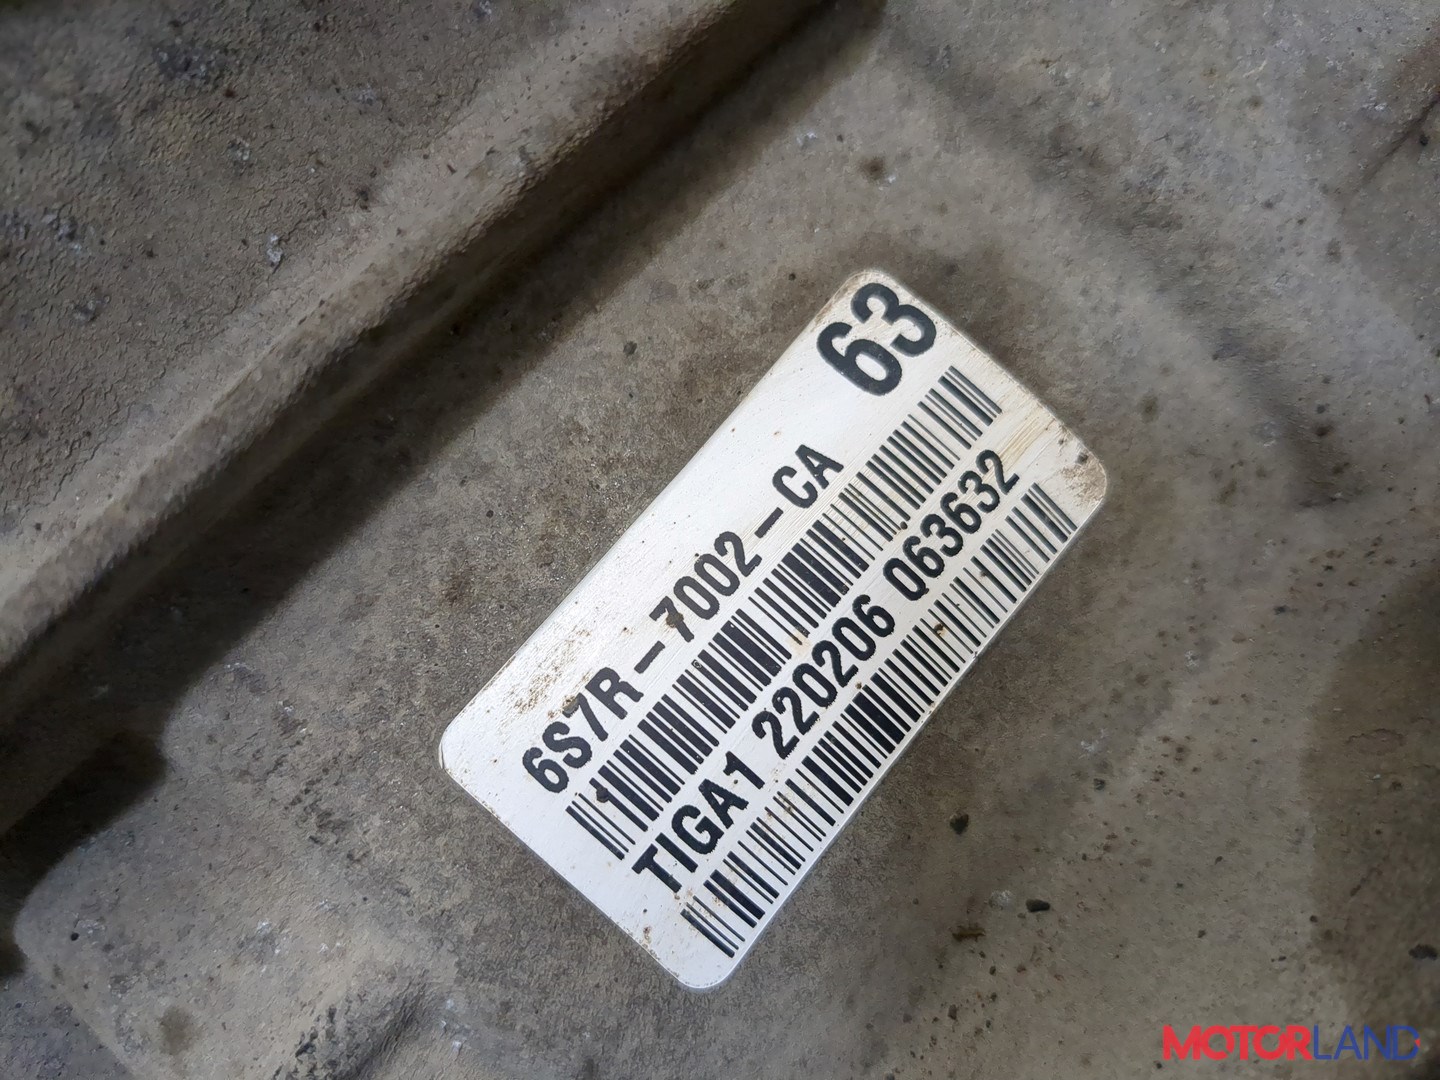 63
6S7R-7002-CA
TIGA1 220206 063632
MOTORLAND